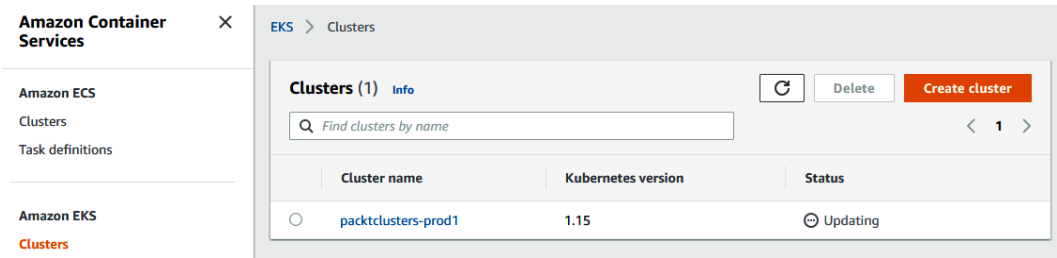 Amazon Container
Services
Amazon ECS
Clusters
Task definitions
Amazon EKS
Clusters
EKS > Clusters
Clusters (1) Info
Delete
Create cluster
Find clusters by name
< 1 >
Cluster name Kubernetes version Status
packtclusters-prod1 1.15 Updating